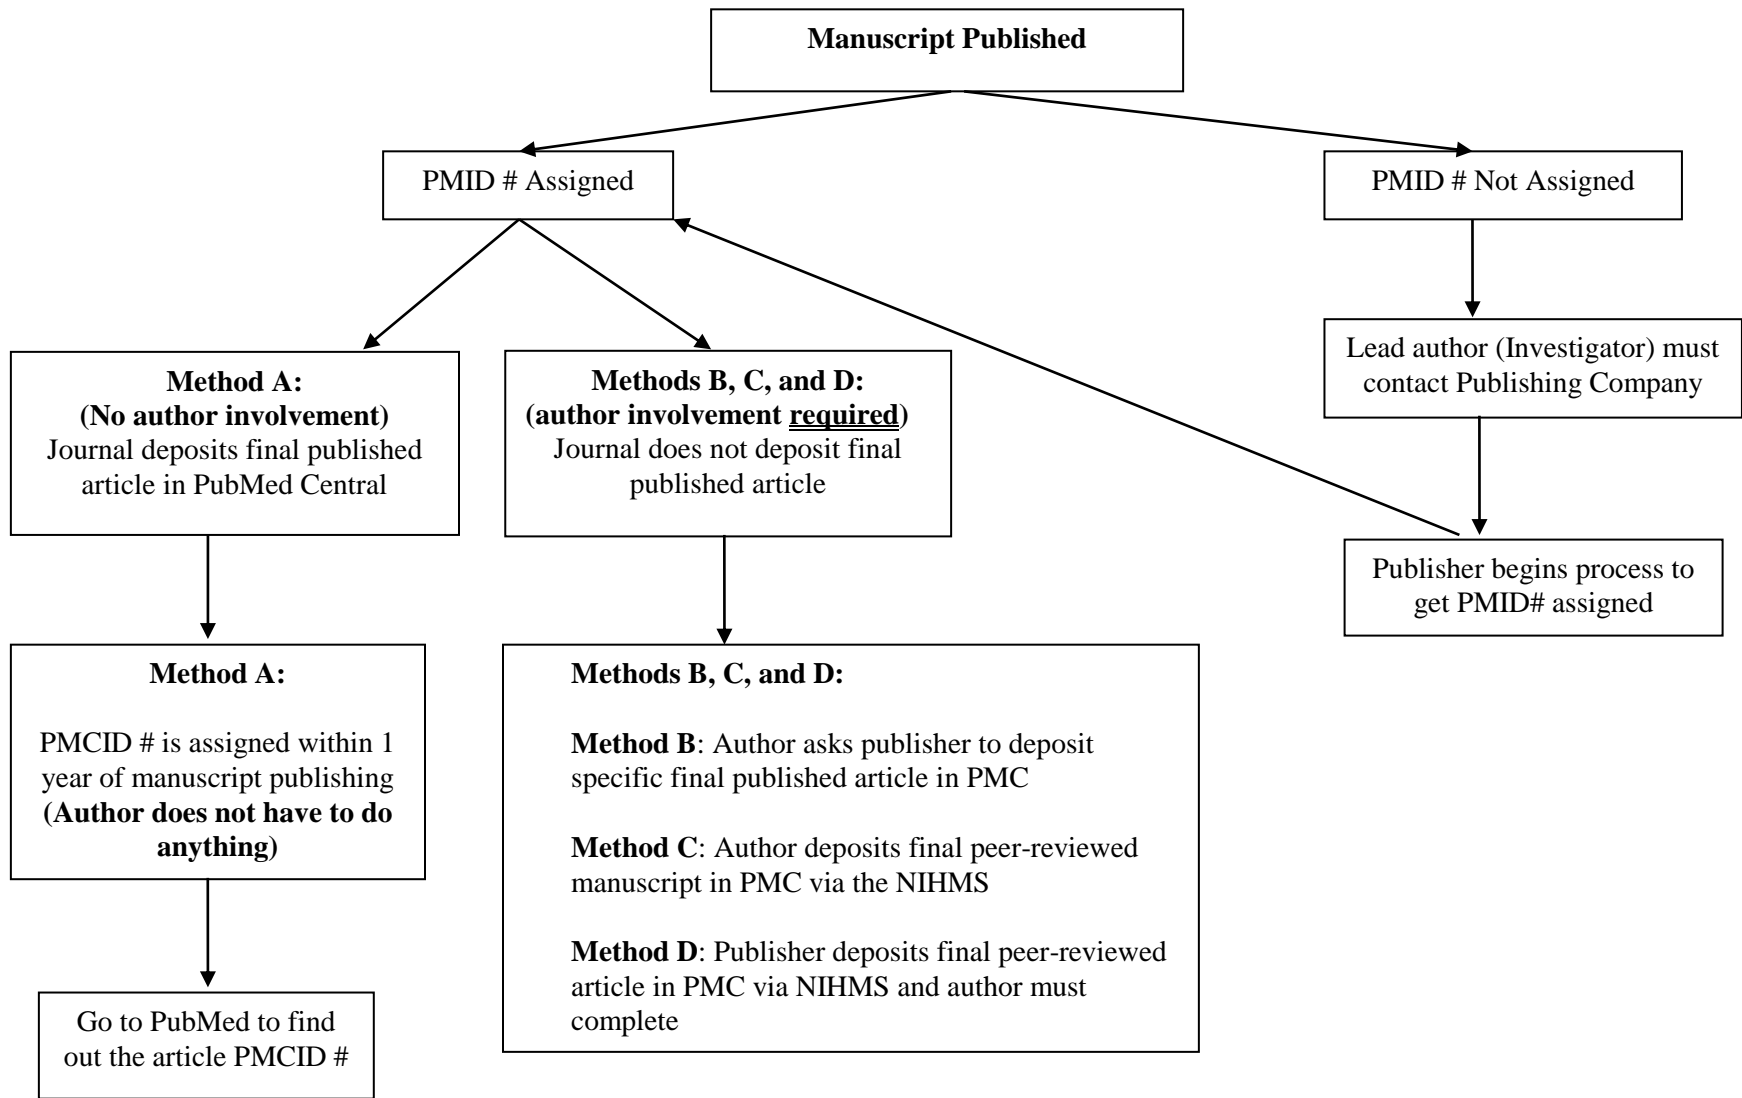 Manuscript Published
PMID # Assigned
PMID # Not Assigned
Lead author (Investigator) must
contact Publishing Company
Publisher begins process to
get PMID# assigned
Method A:
(No author involvement)
Journal deposits final published
article in PubMed Central
Methods B, C, and D:
(author involvement required)
Journal does not deposit final
published article
Method A:
PMCID # is assigned within 1
year of manuscript publishing
(Author does not have to do
anything)
Methods B, C, and D:
Method B: Author asks publisher to deposit
specific final published article in PMC
Method C: Author deposits final peer-reviewed
manuscript in PMC via the NIHMS
Method D: Publisher deposits final peer-reviewed
article in PMC via NIHMS and author must
complete
Go to PubMed to find
out the article PMCID #